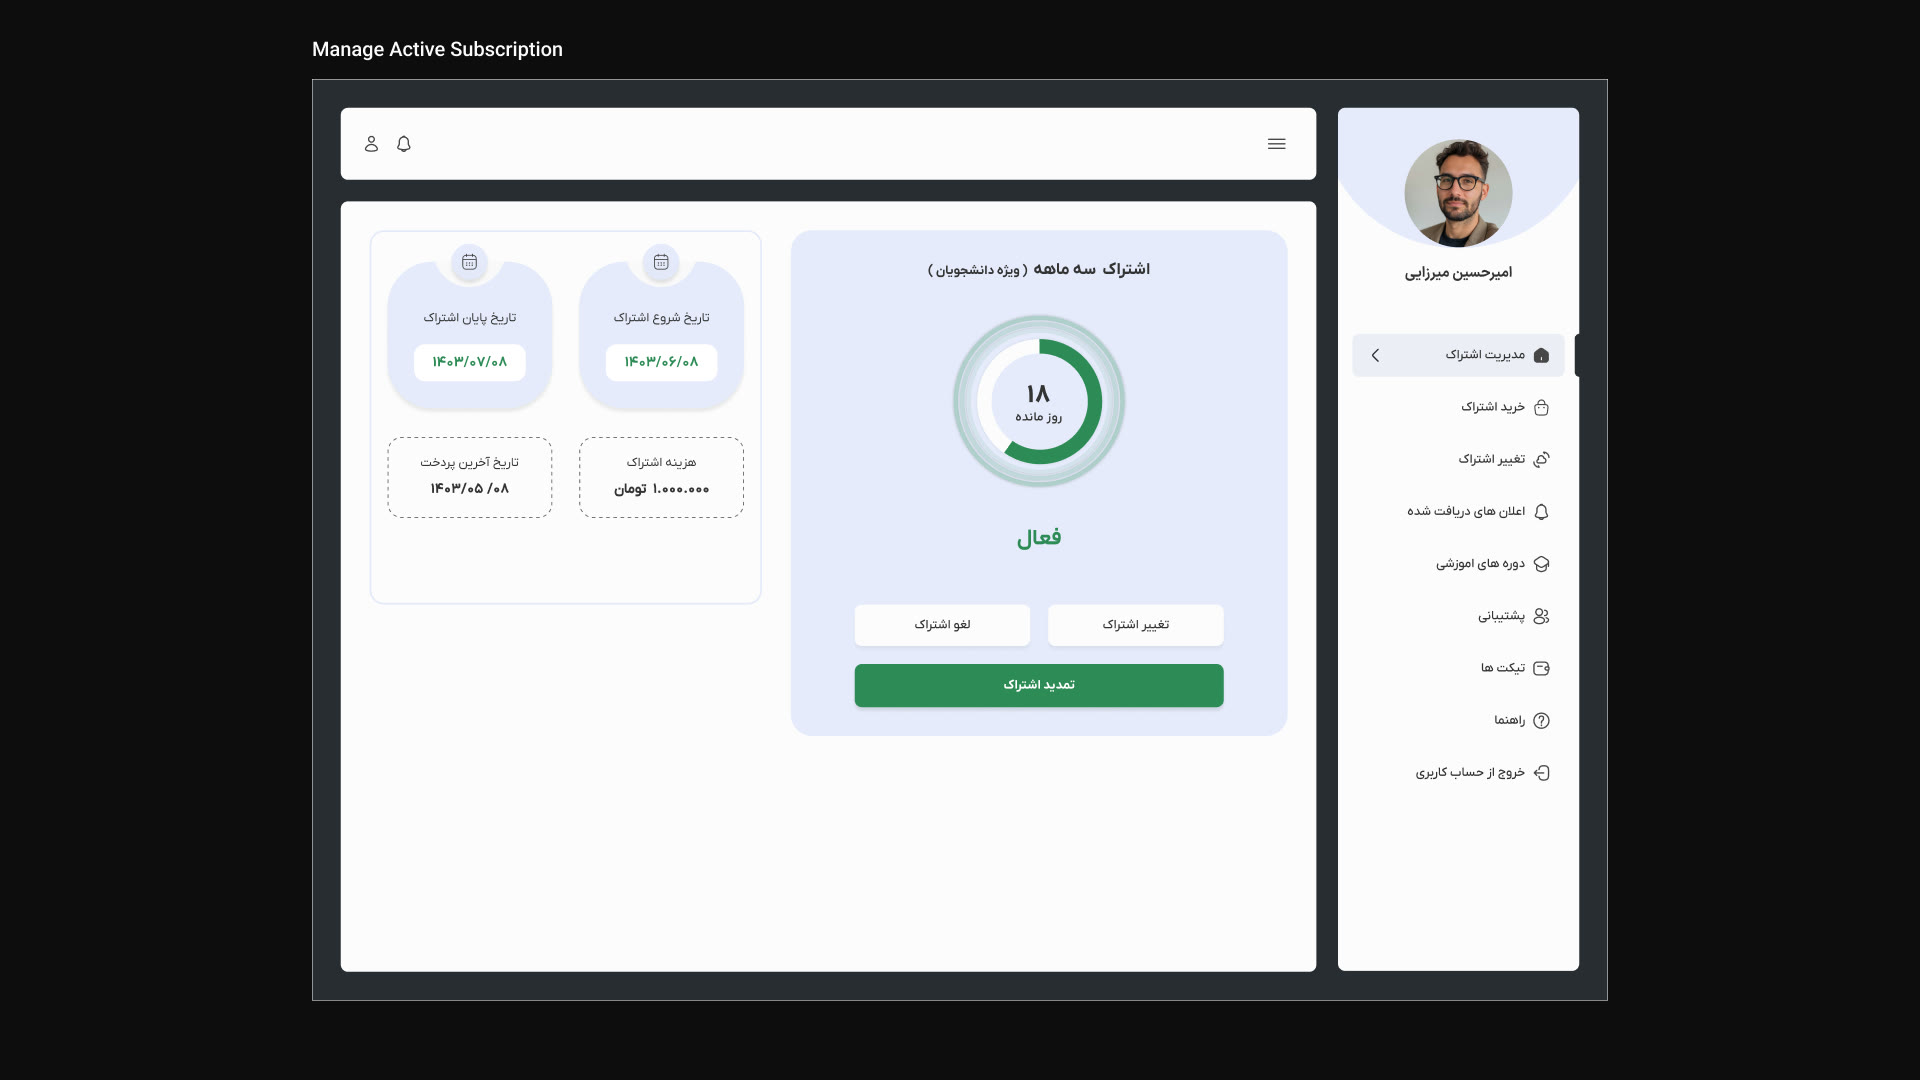 Manage Active Subscription
امیرحسین میرزایی
مدیریت اشتراک
خرید اشتراک
تغییر اشتراک
اعلان های دریافت شده
دوره های اموزشی
پشتیبانی
تیکت ها
راهنما
خروج از حساب کاربری
اشتراک سه ماهه ( ویژه دانشجویان )
۱۸
روز مانده
فعال
تغییر اشتراک
لغو اشتراک
تمدید اشتراک
تاریخ شروع اشتراک
۱۴۰۳/۰۶/۰۸
تاریخ پایان اشتراک
۱۴۰۳/۰۷/۰۸
هزینه اشتراک
۱.۰۰۰.۰۰۰ تومان
تاریخ آخرین پردخت
۱۴۰۳/۰۵ /۰۸